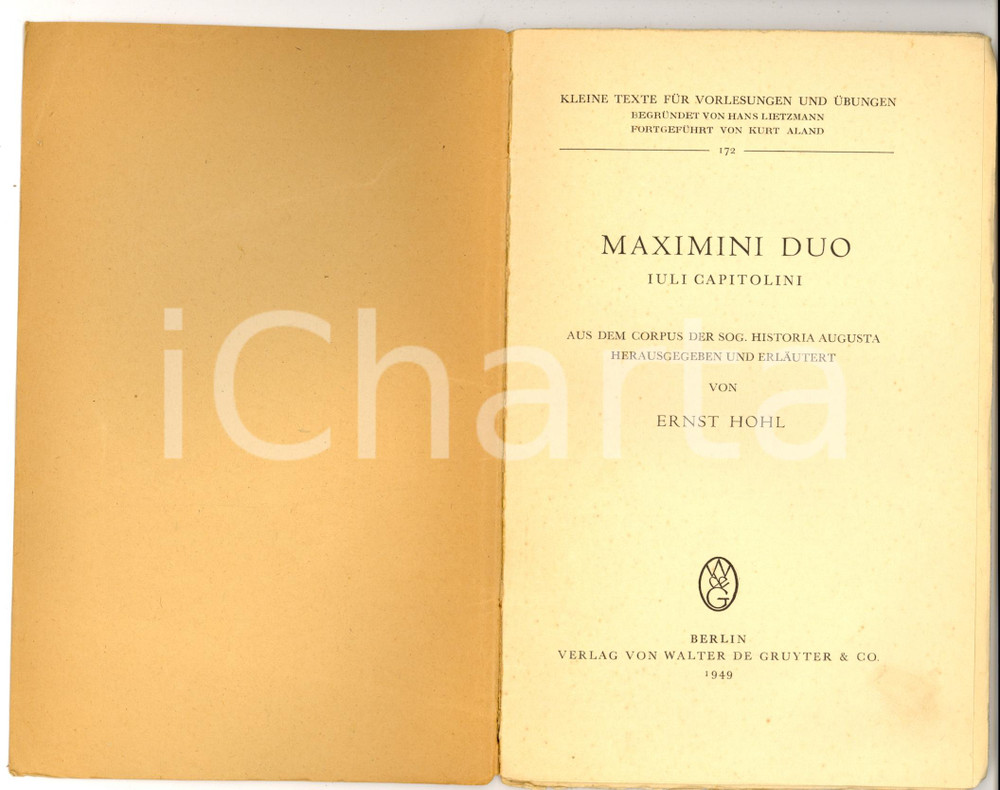 KLEINE TEXTE FÜR VORLESUNGEN UND ÜBUNGEN
BEGRÜNDET VON HANS LIETZMANN
FORTGEFÜHRT VON KURT ALAND
172
MAXIMINI DUO
IULI CAPITOLINI
AUS DEM CORPUS DER SOG. HISTORIA AUGUSTA
HERAUSGEGEBEN UND ERLÄUTERT
VON
ERNST HOHL
iCharta
W
de
G
BERLIN
VERLAG VON WALTER DE GRUYTER & CO.
1949